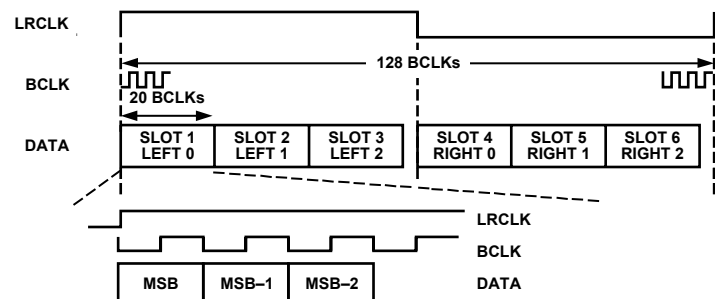 LRCLK
128 BCLKs
BCLK
20 BCLKs
DATA
SLOT 1
LEFT 0
SLOT 2
LEFT 1
SLOT 3
LEFT 2
SLOT 4
RIGHT 0
SLOT 5
RIGHT 1
SLOT 6
RIGHT 2
LRCLK
BCLK
MSB
MSB–1
MSB–2
DATA